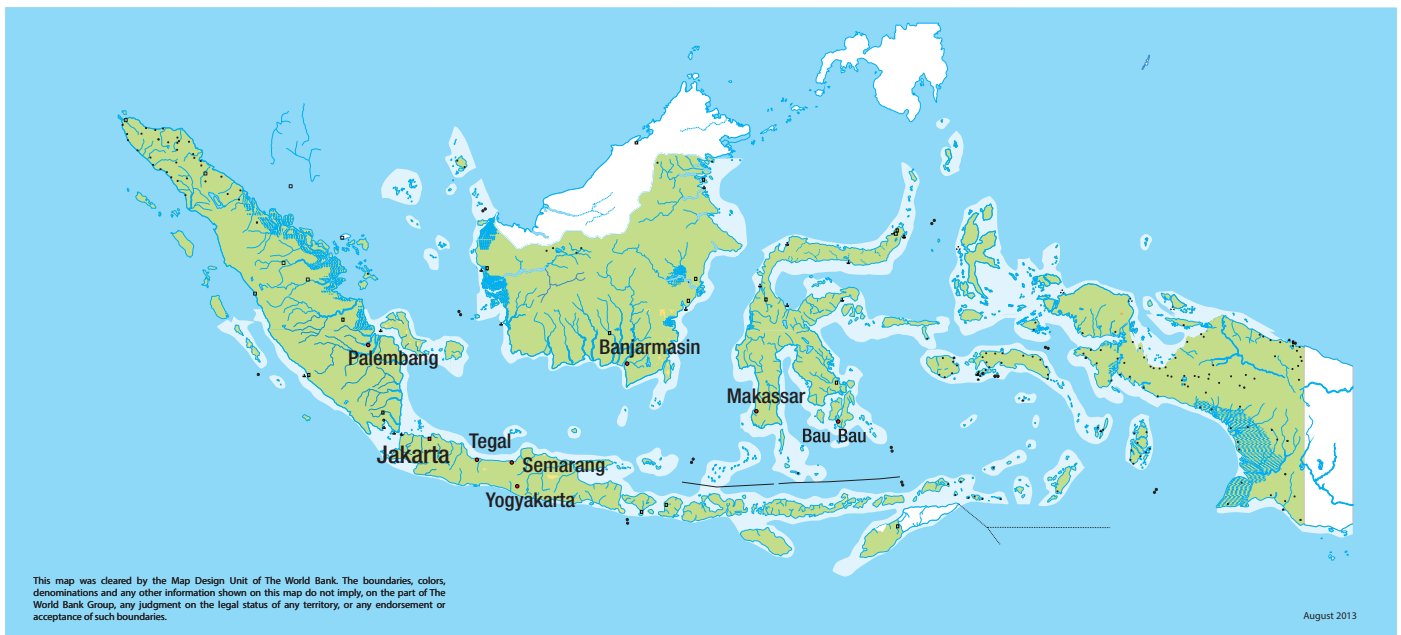 Palembang
Banjarmasin
Makassar
Bau Bau
Tegal
Jakarta
Semarang
Yogyakarta
This map was cleared by the Map Design Unit of The World Bank. The boundaries, colors,
denominations and any other information shown on this map do not imply, on the part of The
World Bank Group, any judgment on the legal status of any territory, or any endorsement or
acceptance of such boundaries.
August 2013